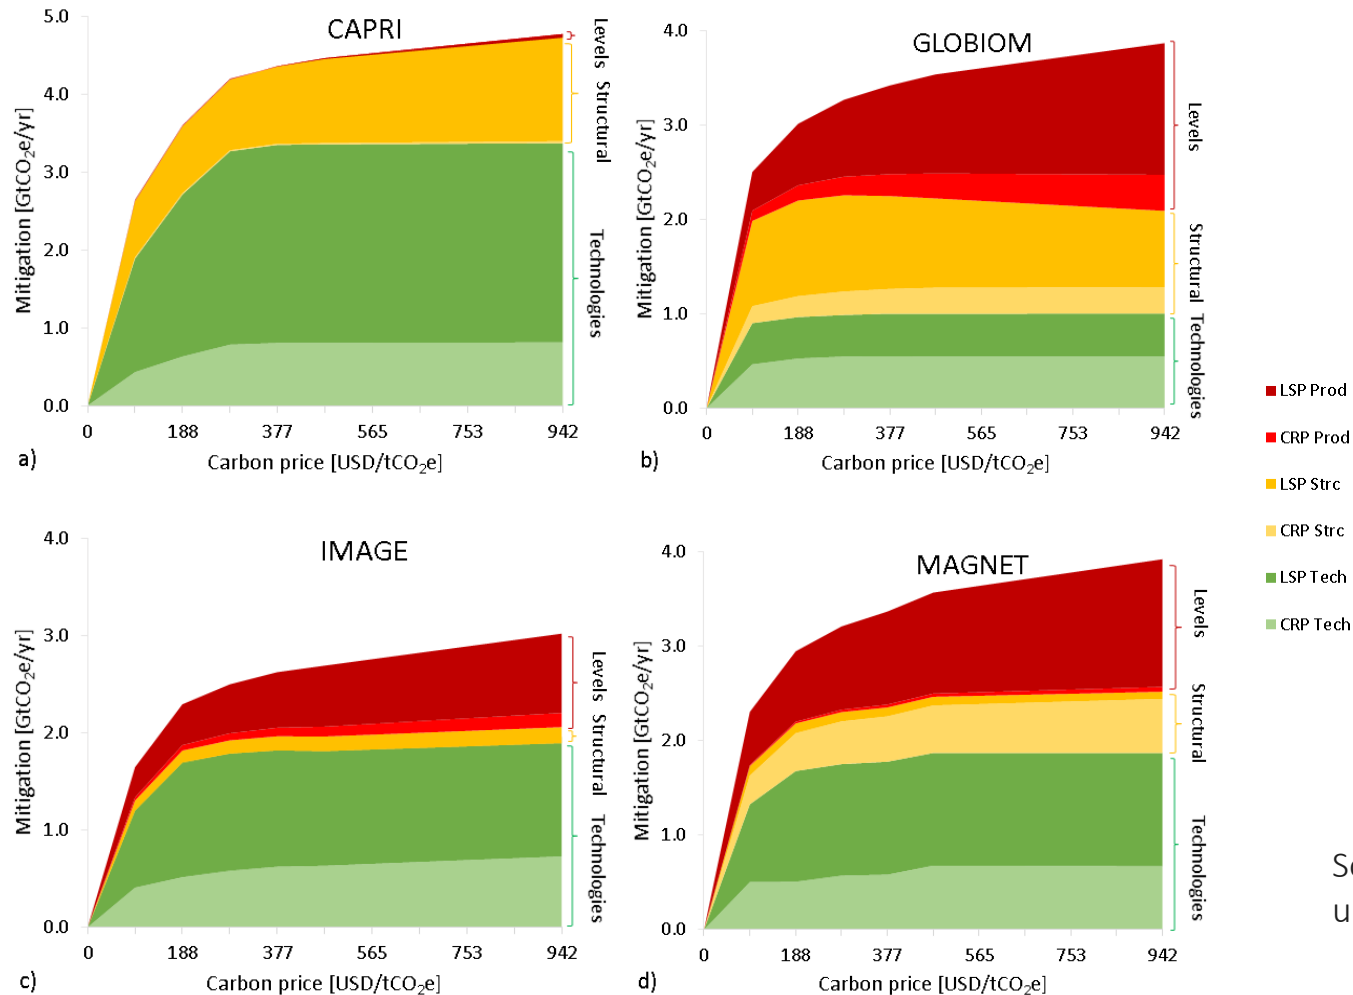 CAPRI
5.0
4.0
3.0
2.0
1.0
0.0
Mitigation [GtCO₂e/yr]
0 188 377 565 753 942
Carbon price [USD/tCO₂e]
a)
Levels
Structural
Technologies
GLOBIOM
4.0
3.0
2.0
1.0
0.0
Mitigation [GtCO₂e/yr]
0 188 377 565 753 942
Carbon price [USD/tCO₂e]
b)
Levels
Structural
Technologies
LSP Prod
CRP Prod
LSP Strc
CRP Strc
LSP Tech
CRP Tech
IMAGE
4.0
3.0
2.0
1.0
0.0
Mitigation [GtCO₂e/yr]
0 188 377 565 753 942
Carbon price [USD/tCO₂e]
c)
Levels
Structural
Technologies
MAGNET
4.0
3.0
2.0
1.0
0.0
Mitigation [GtCO₂e/yr]
0 188 377 565 753 942
Carbon price [USD/tCO₂e]
d)
Levels
Structural
Technologies